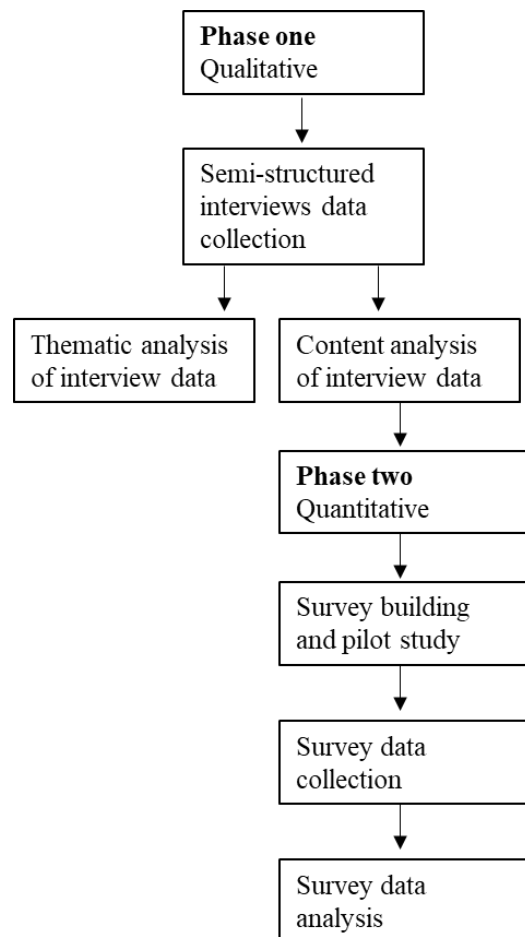 Phase one
Qualitative
Semi-structured
interviews data
collection
Thematic analysis
of interview data
Content analysis
of interview data
Phase two
Quantitative
Survey building
and pilot study
Survey data
collection
Survey data
analysis